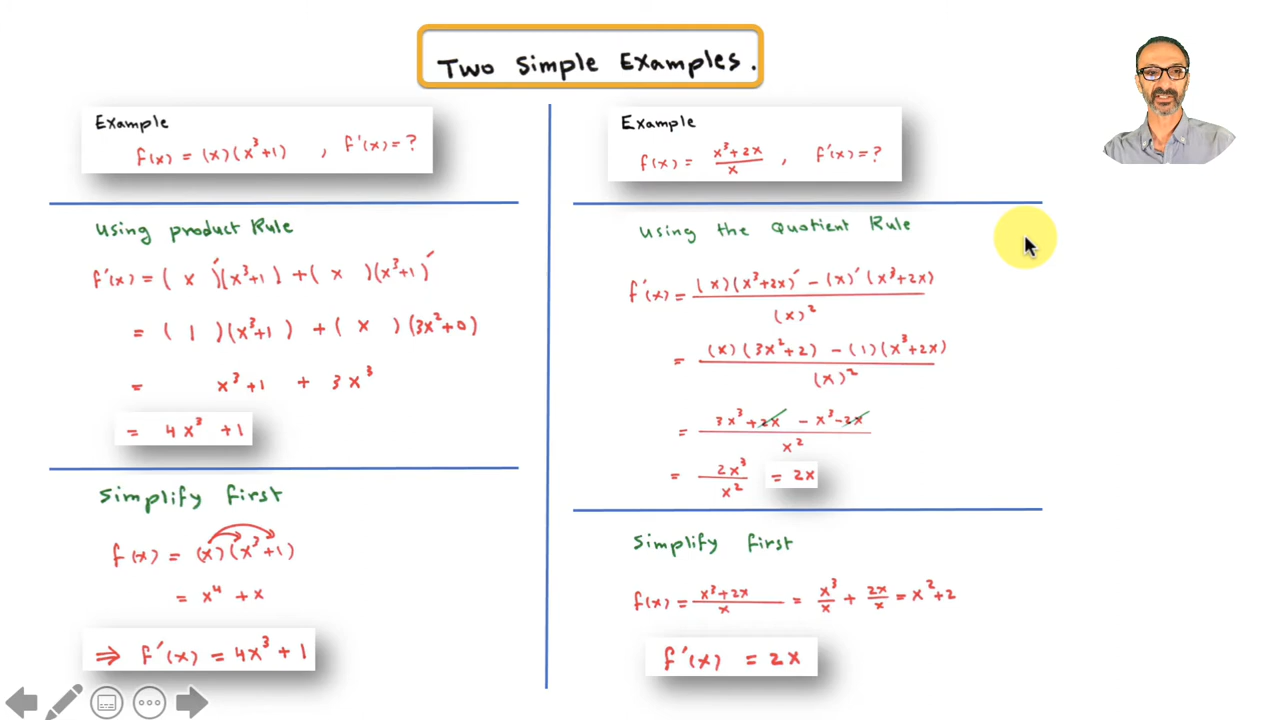 Two Simple Examples.
Example
f(x) = (x)(x³+1) , f'(x) = ?
Using product Rule
f'(x) = ( x )'(x³+1) + ( x )(x³+1)'
= ( 1 )(x³+1 ) + ( x )(3x²+0)
= x³+1 + 3x³
= 4x³ +1
Simplify first
f(x) = (x)(x³+1)
= x⁴ + x
⇒ f'(x) = 4x³ + 1
Example
f(x) = x³+2x / x , f'(x) = ?
Using the Quotient Rule
f'(x) = (x)(x³+2x)' - (x)'(x³+2x) / (x)²
= (x)(3x²+2) - (1)(x³+2x) / (x)²
= 3x³+2x - x³-2x / x²
= 2x³ / x² = 2x
Simplify first
f(x) = x³+2x / x = x³/x + 2x/x = x²+2
f'(x) = 2x